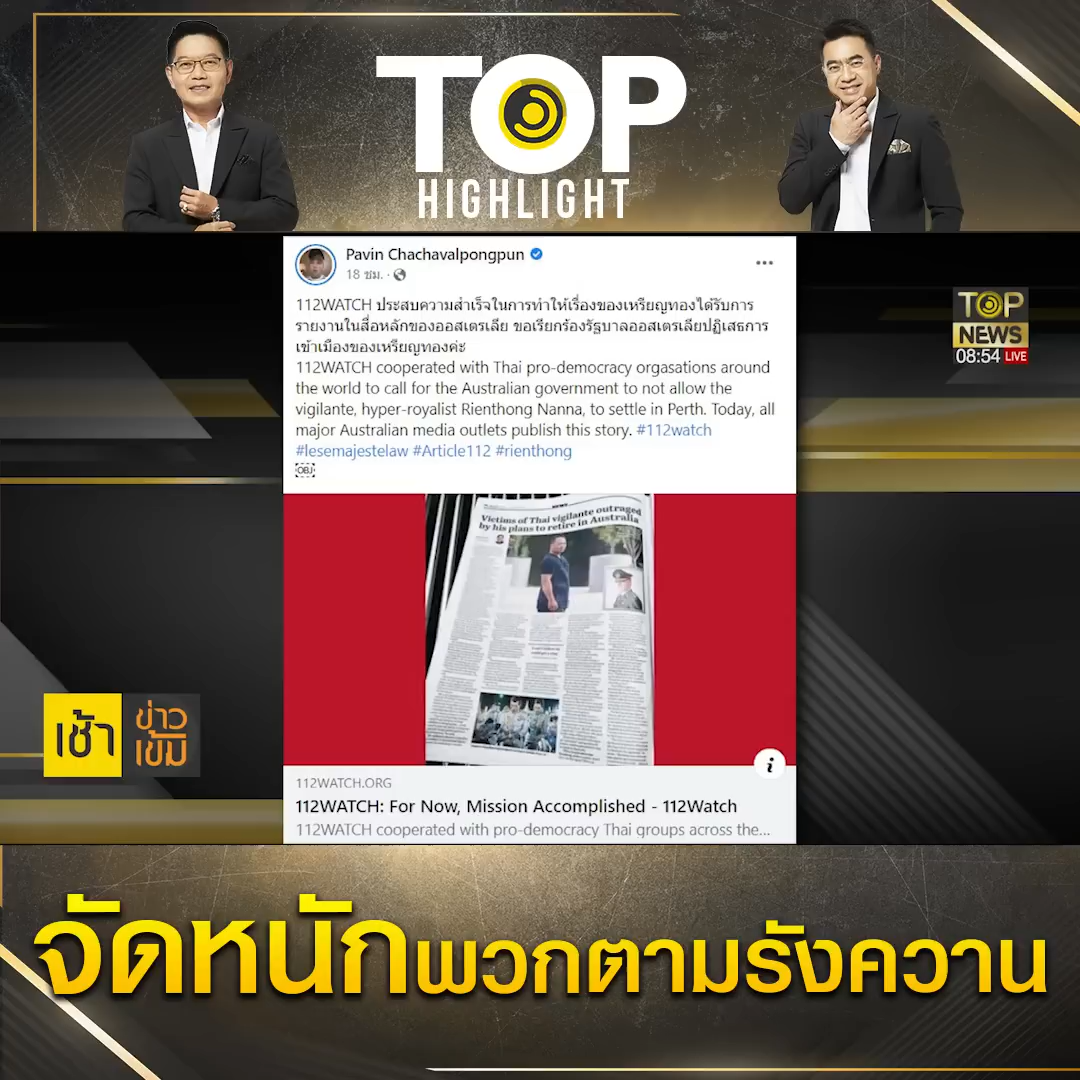 TOP
HIGHLIGHT
Pavin Chachavalpongpun
18 ชม.
112WATCH ประสบความสำเร็จในการทำให้เรื่องของเหรียญทองได้รับการ
รายงานในสื่อหลักของออสเตรเลีย ขอเรียกร้องรัฐบาลออสเตรเลียปฏิเสธการ
เข้าเมืองของเหรียญทองค่ะ
112WATCH cooperated with Thai pro-democracy orgasations around
the world to call for the Australian government to not allow the
vigilante, hyper-royalist Rienthong Nanna, to settle in Perth. Today, all
major Australian media outlets publish this story. #112watch
#lesemajestelaw #Article112 #rienthong
OBJ
TOP
NEWS
08:54 LIVE
NEWS
Victims of Thai vigilante outraged
by his plans to retire in Australia
เช้า
ข่าว
เข้ม
112WATCH.ORG
112WATCH: For Now, Mission Accomplished - 112Watch
112WATCH cooperated with pro-democracy Thai groups across the...
จัดหนักพวกตามรังควาน